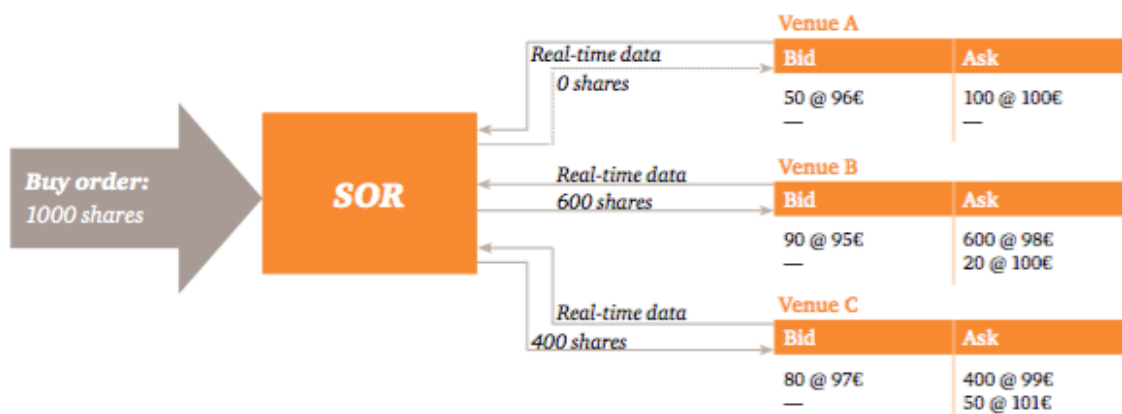 Buy order:
1000 shares
SOR
Real-time data
0 shares
Real-time data
600 shares
Real-time data
400 shares
Venue A
Bid Ask
50 @ 96€ 100 @ 100€
— —
Venue B
Bid Ask
90 @ 95€ 600 @ 98€
— 20 @ 100€
Venue C
Bid Ask
80 @ 97€ 400 @ 99€
— 50 @ 101€